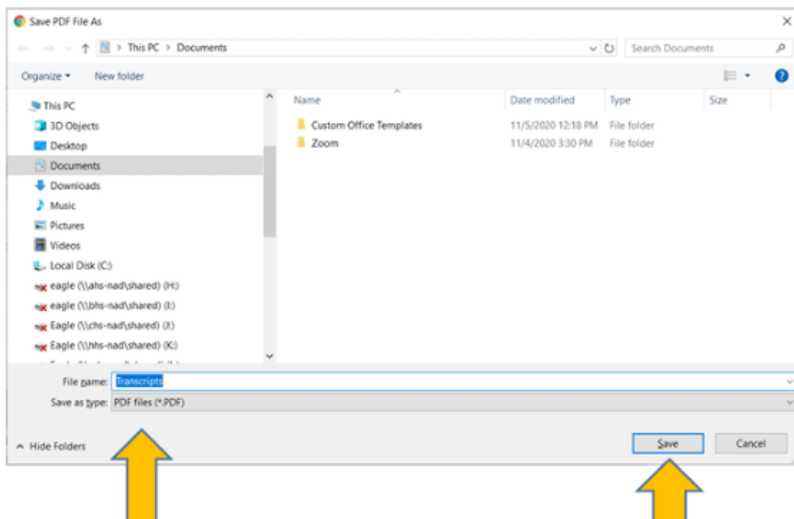 Save PDF File As
This PC > Documents
Search Documents
Organize
New folder
Name
Date modified
Type
Size
This PC
3D Objects
Desktop
Documents
Downloads
Music
Pictures
Videos
Local Disk (C:)
eagle (\\ahs-nad\shared) (H:)
eagle (\\bhs-nad\shared) (I:)
Eagle (\\chs-nad\shared) (J:)
Eagle (\\hhs-nad\shared) (K:)
Custom Office Templates 11/5/2020 12:18 PM File folder
Zoom 11/4/2020 3:30 PM File folder
File name: Transcripts
Save as type: PDF files (*.PDF)
Hide Folders
Save
Cancel